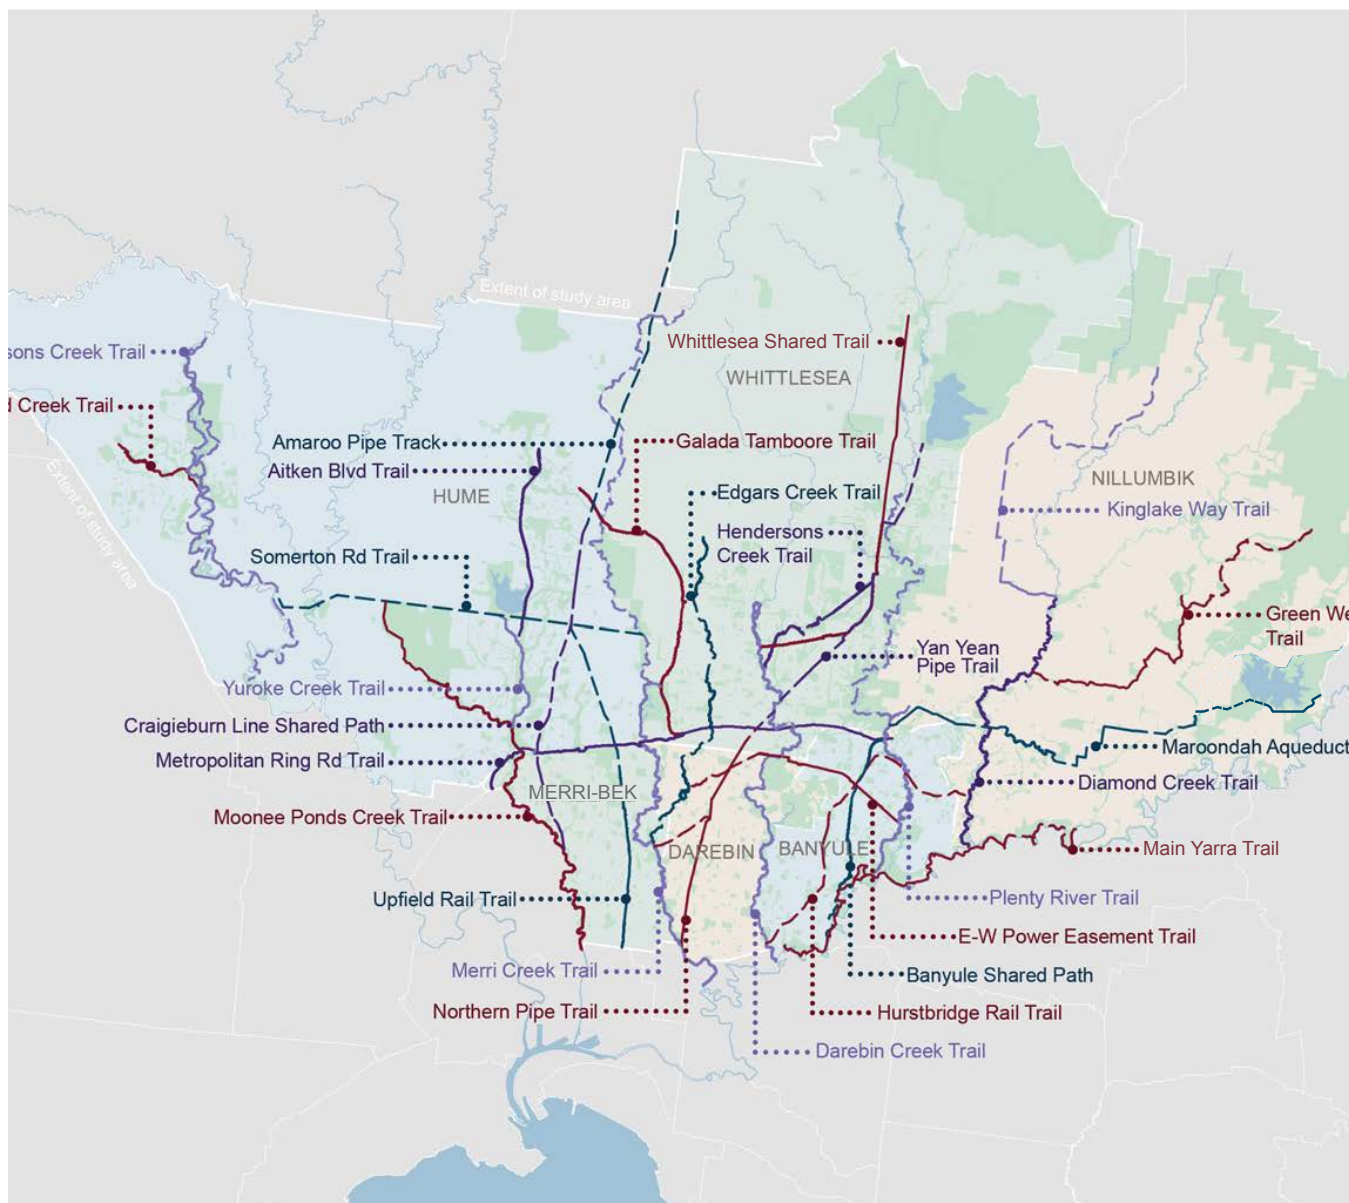 Extent of study area
Whittlesea Shared Trail
sons Creek Trail
WHITTLESEA
d Creek Trail
Amaroo Pipe Track
Galada Tamboore Trail
Aitken Blvd Trail
NILLUMBIK
HUME
Edgars Creek Trail
Kinglake Way Trail
Extent of study area
Hendersons
Creek Trail
Somerton Rd Trail
Green We
Trail
Yan Yean
Pipe Trail
Yuroke Creek Trail
Craigieburn Line Shared Path
Maroondah Aqueduct
Metropolitan Ring Rd Trail
Diamond Creek Trail
MERRI-BEK
Moonee Ponds Creek Trail
DAREBIN
BANYULE
Main Yarra Trail
Upfield Rail Trail
Plenty River Trail
E-W Power Easement Trail
Merri Creek Trail
Banyule Shared Path
Northern Pipe Trail
Hurstbridge Rail Trail
Darebin Creek Trail